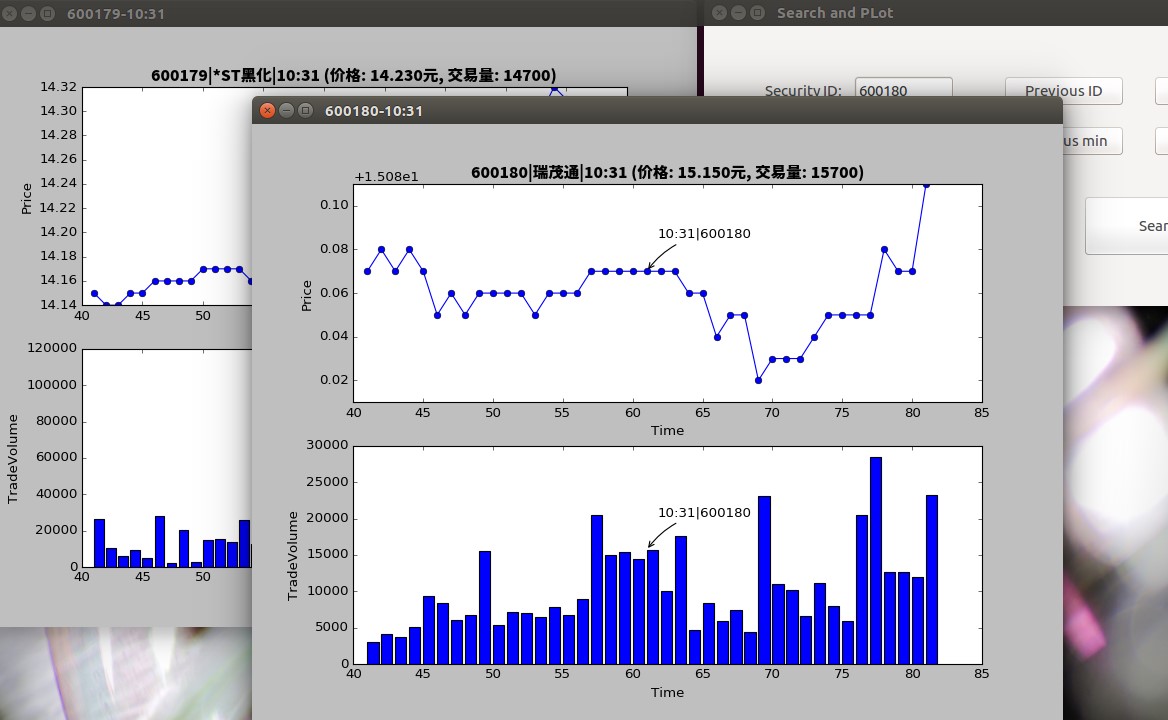 600179-10:31
Search and PLot
600179|*ST黑化|10:31 (价格: 14.230元, 交易量: 14700)
14.32
14.30
14.28
14.26
14.24
14.22
14.20
14.18
14.16
14.14
Price
40 45 50
120000
100000
80000
60000
40000
20000
0
TradeVolume
40 45 50
Security ID: 600180 Previous ID
us min
Sear
600180-10:31
600180|瑞茂通|10:31 (价格: 15.150元, 交易量: 15700)
+1.508e1
0.10
0.08
0.06
0.04
0.02
Price
10:31|600180
40 45 50 55 60 65 70 75 80 85
Time
30000
25000
20000
15000
10000
5000
0
TradeVolume
10:31|600180
40 45 50 55 60 65 70 75 80 85
Time